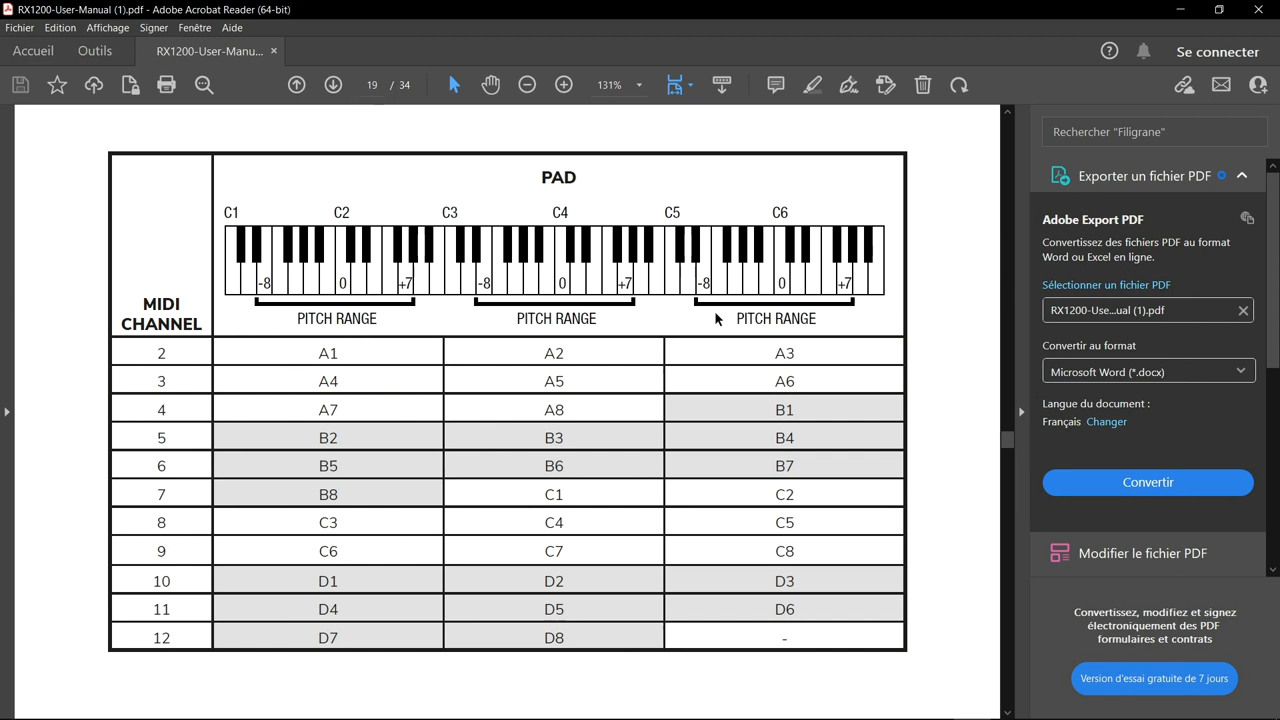 RX1200-User-Manual (1).pdf - Adobe Acrobat Reader (64-bit)
Fichier Edition Affichage Signer Fenêtre Aide
Accueil Outils RX1200-User-Manu... ×
Se connecter
19 / 34 131%
PAD
C1 C2 C3 C4 C5 C6
-8 0 +7 -8 0 +7 -8 0 +7
PITCH RANGE PITCH RANGE PITCH RANGE
MIDI
CHANNEL
2 A1 A2 A3
3 A4 A5 A6
4 A7 A8 B1
5 B2 B3 B4
6 B5 B6 B7
7 B8 C1 C2
8 C3 C4 C5
9 C6 C7 C8
10 D1 D2 D3
11 D4 D5 D6
12 D7 D8 -
Rechercher "Filigrane"
Exporter un fichier PDF
Adobe Export PDF
Convertissez des fichiers PDF au format
Word ou Excel en ligne.
Sélectionner un fichier PDF
RX1200-Use...ual (1).pdf
Convertir au format
Microsoft Word (*.docx)
Langue du document :
Français Changer
Convertir
Modifier le fichier PDF
Convertissez, modifiez et signez
électroniquement des PDF
formulaires et contrats
Version d'essai gratuite de 7 jours